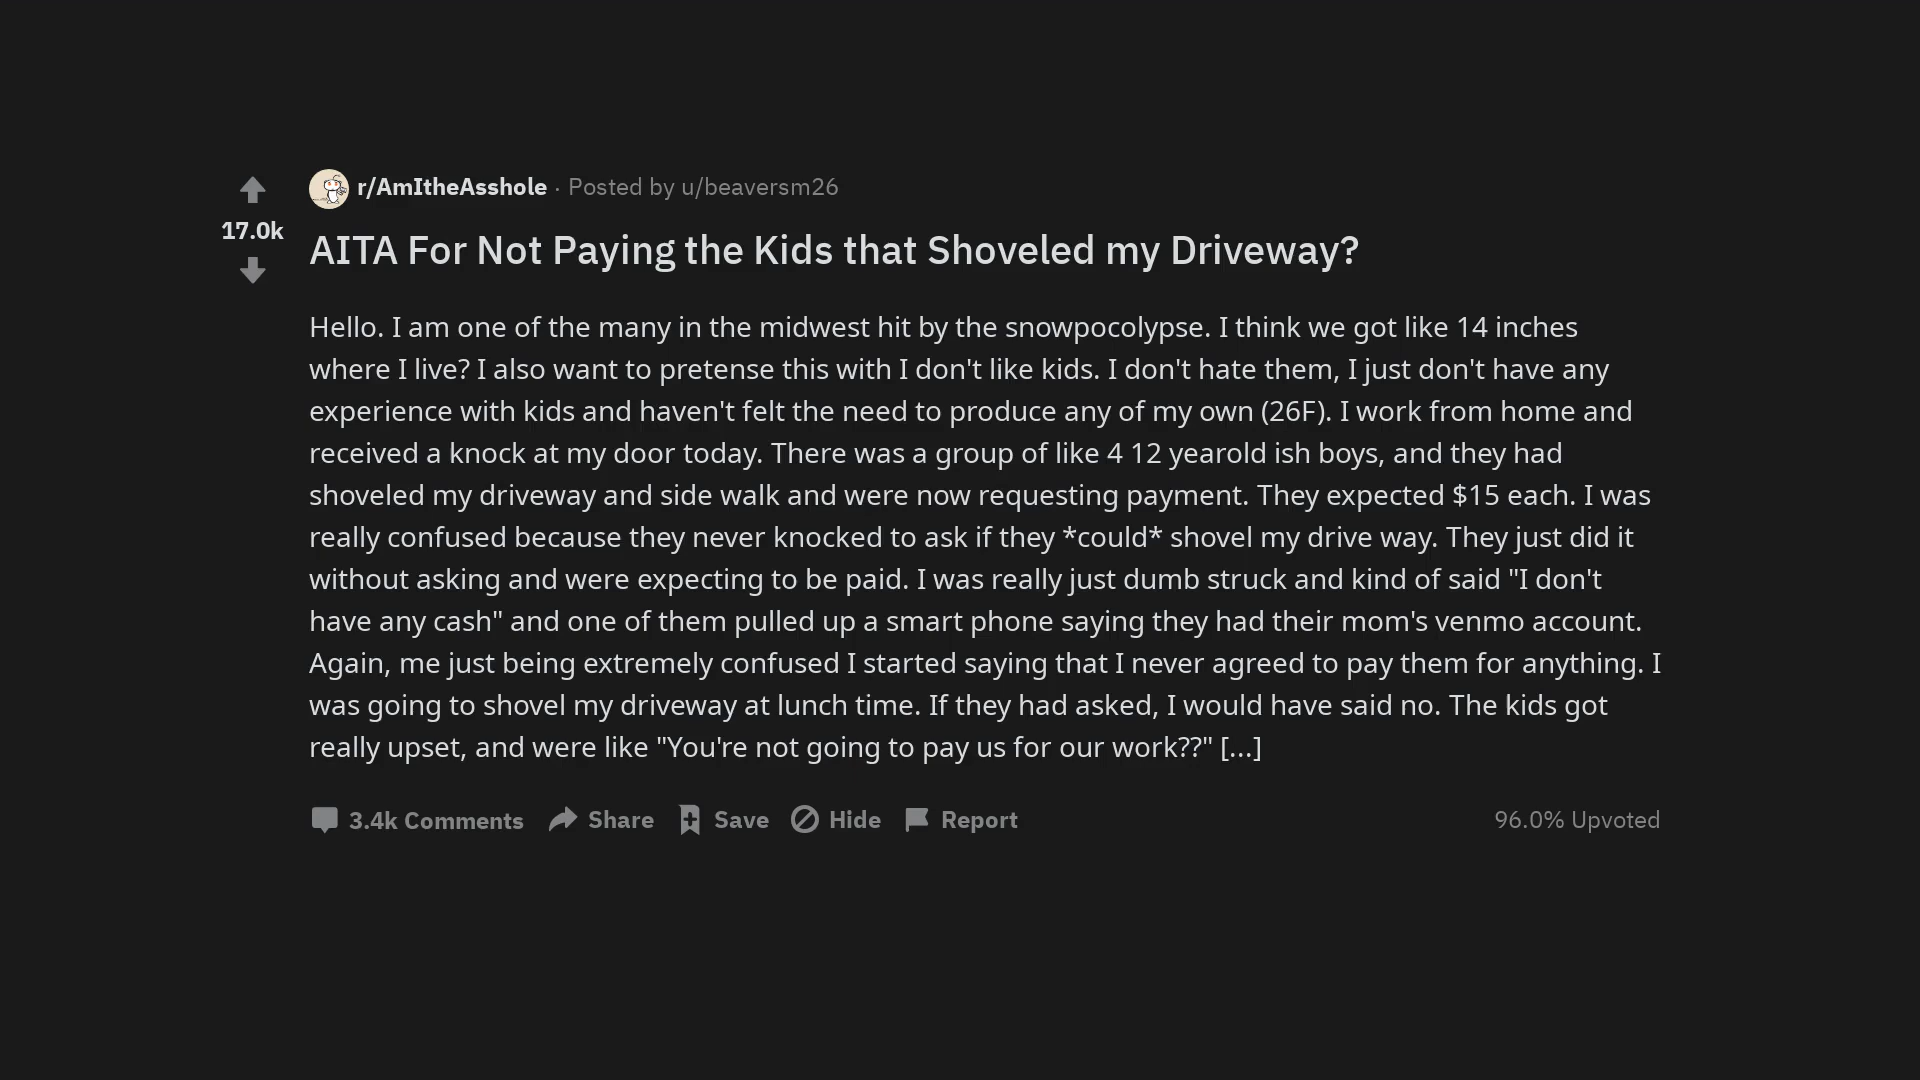 r/AmItheAsshole · Posted by u/beaversm26
17.0k
AITA For Not Paying the Kids that Shoveled my Driveway?
Hello. I am one of the many in the midwest hit by the snowpocolypse. I think we got like 14 inches
where I live? I also want to pretense this with I don't like kids. I don't hate them, I just don't have any
experience with kids and haven't felt the need to produce any of my own (26F). I work from home and
received a knock at my door today. There was a group of like 4 12 yearold ish boys, and they had
shoveled my driveway and side walk and were now requesting payment. They expected $15 each. I was
really confused because they never knocked to ask if they *could* shovel my drive way. They just did it
without asking and were expecting to be paid. I was really just dumb struck and kind of said "I don't
have any cash" and one of them pulled up a smart phone saying they had their mom's venmo account.
Again, me just being extremely confused I started saying that I never agreed to pay them for anything. I
was going to shovel my driveway at lunch time. If they had asked, I would have said no. The kids got
really upset, and were like "You're not going to pay us for our work??" [...]
3.4k Comments Share Save Hide Report 96.0% Upvoted